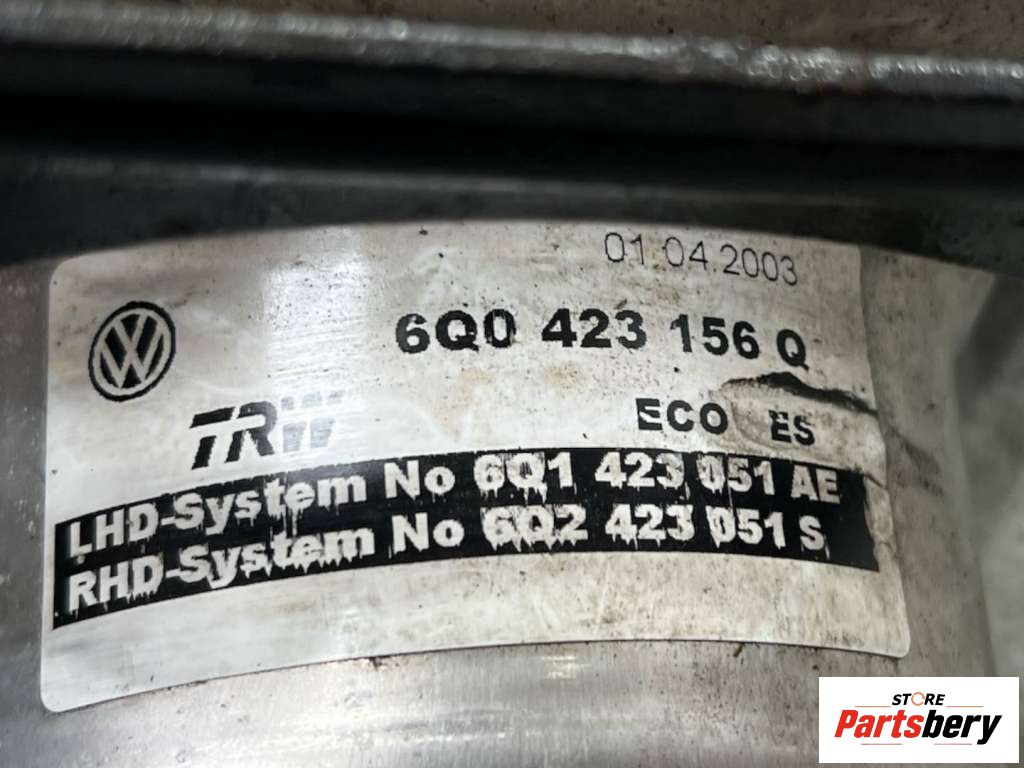 01.04.2003
6Q0 423 156 Q
TRW
ECO ES
LHD-System No 6Q1 423 051 AE
RHD-System No 6Q2 423 051 S
STORE
Partsbery